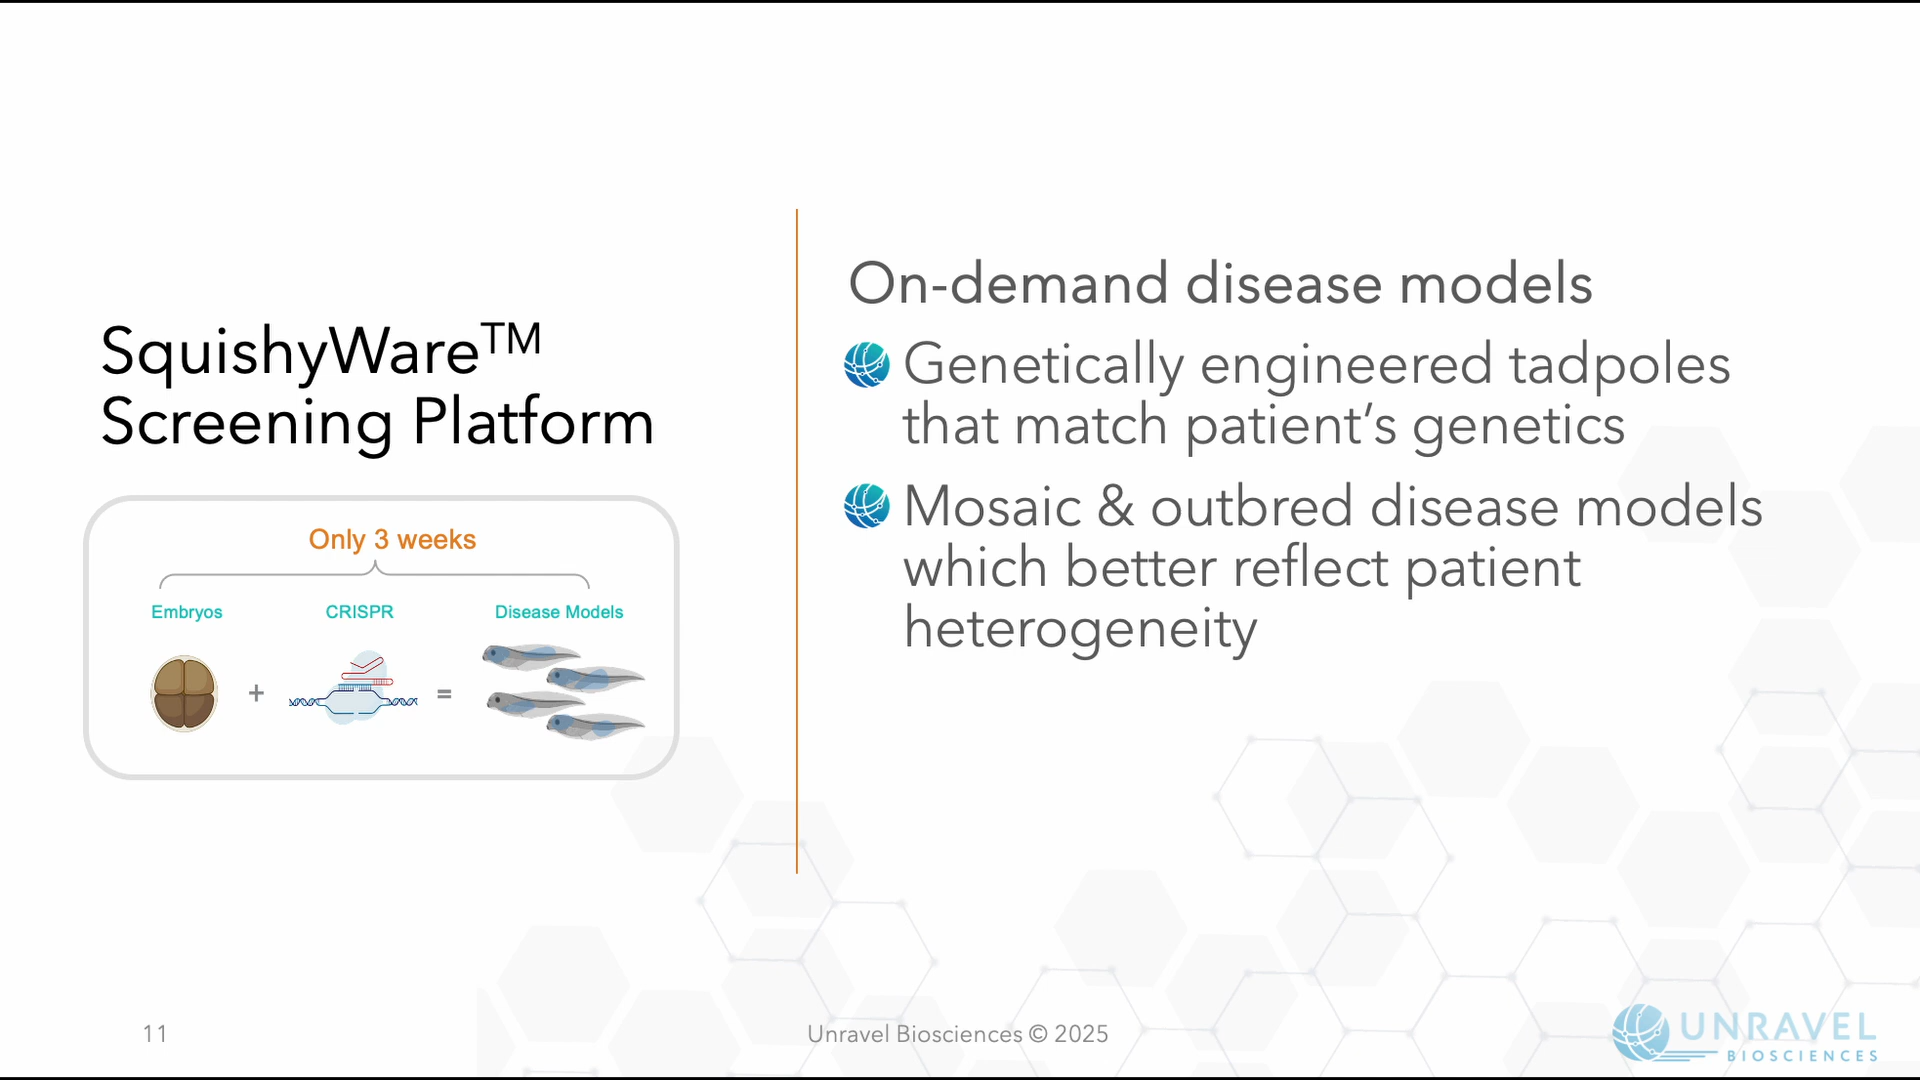 SquishyWare™
Screening Platform
Only 3 weeks
Embryos
CRISPR
Disease Models
+
=
On-demand disease models
Genetically engineered tadpoles
that match patient’s genetics
Mosaic & outbred disease models
which better reflect patient
heterogeneity
11
Unravel Biosciences © 2025
UNRAVEL
BIOSCIENCES